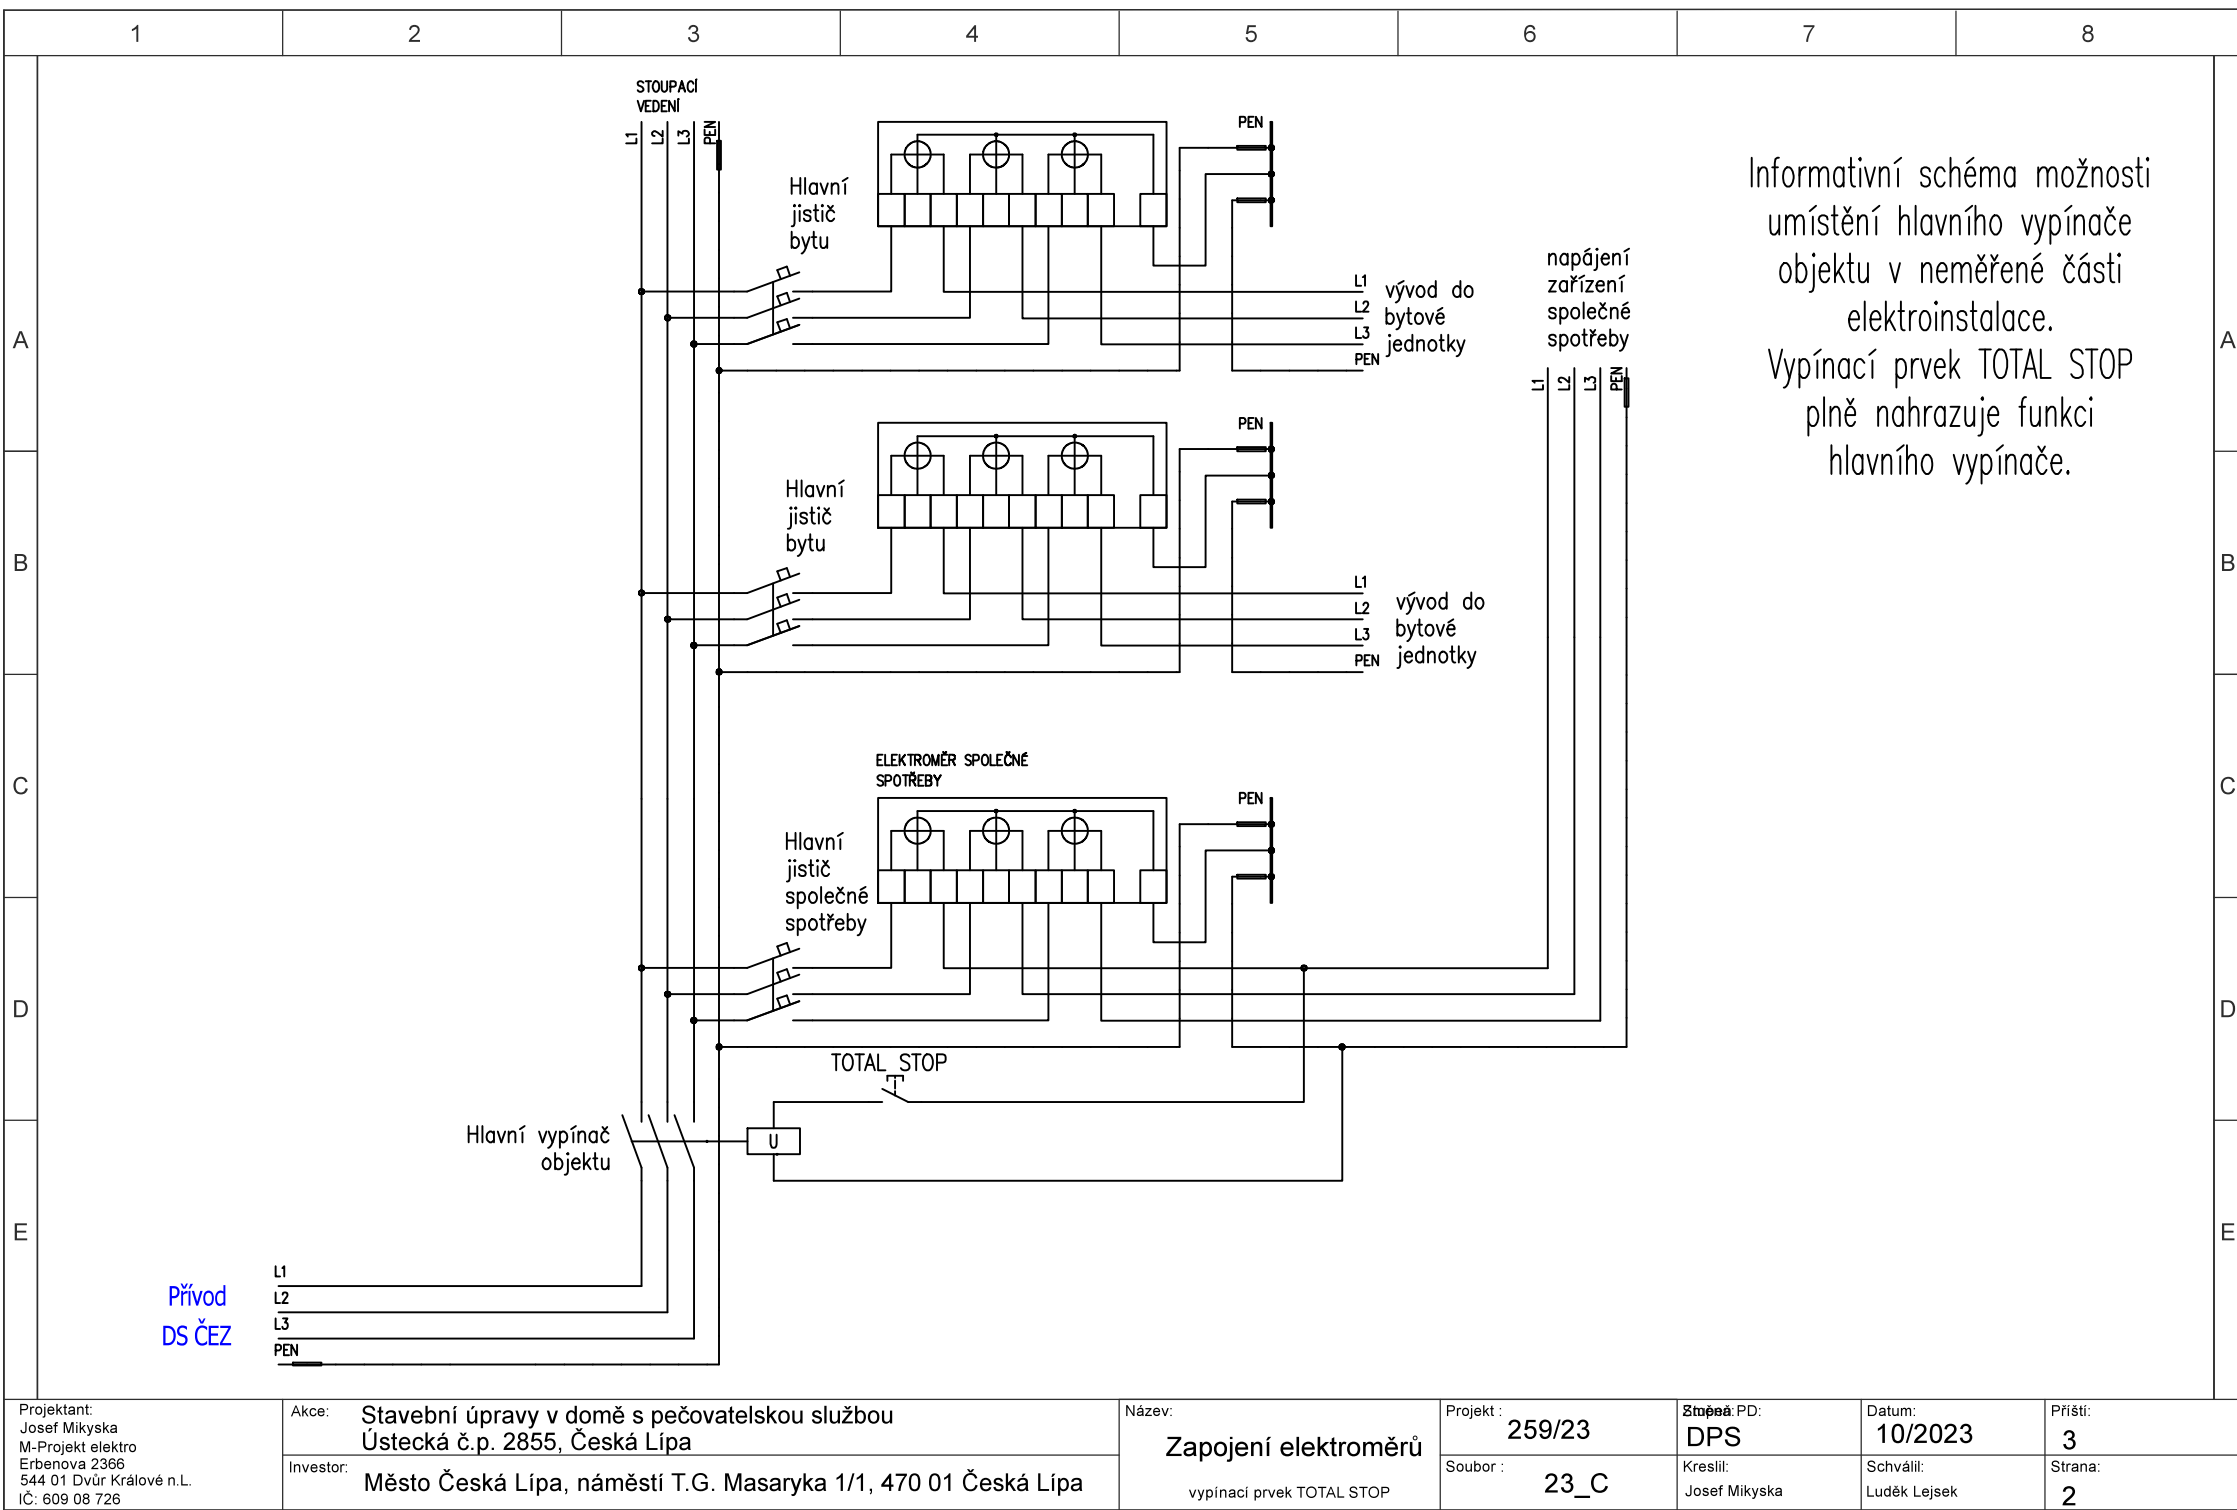 1 2 3 4 5 6 7 8
STOUPACÍ
VEDENÍ
L1 L2 L3 PEN
PEN
Hlavní
jistič
bytu
L1
L2
L3
PEN
vývod do
bytové
jednotky
napájení
zařízení
společné
spotřeby
L1 L2 L3 PEN
Informativní schéma možnosti
umístění hlavního vypínače
objektu v neměřené části
elektroinstalace.
Vypínací prvek TOTAL STOP
plně nahrazuje funkci
hlavního vypínače.
A A
PEN
Hlavní
jistič
bytu
B B
L1
L2
L3
PEN
vývod do
bytové
jednotky
ELEKTROMĚR SPOLEČNÉ
SPOTŘEBY
C C
PEN
Hlavní
jistič
společné
spotřeby
D D
TOTAL STOP
Hlavní vypínač
objektu
U
E E
Přívod
DS ČEZ
L1
L2
L3
PEN
Projektant:
Josef Mikyska
M-Projekt elektro
Erbenova 2366
544 01 Dvůr Králové n.L.
IČ: 609 08 726
Akce: Stavební úpravy v domě s pečovatelskou službou
Ústecká č.p. 2855, Česká Lípa
Investor: Město Česká Lípa, náměstí T.G. Masaryka 1/1, 470 01 Česká Lípa
Název:
Zapojení elektroměrů
vypínací prvek TOTAL STOP
Projekt : 259/23
Soubor : 23_C
PD:
DPS
Kreslil:
Josef Mikyska
Datum:
10/2023
Schválil:
Luděk Lejsek
Příští:
3
Strana:
2